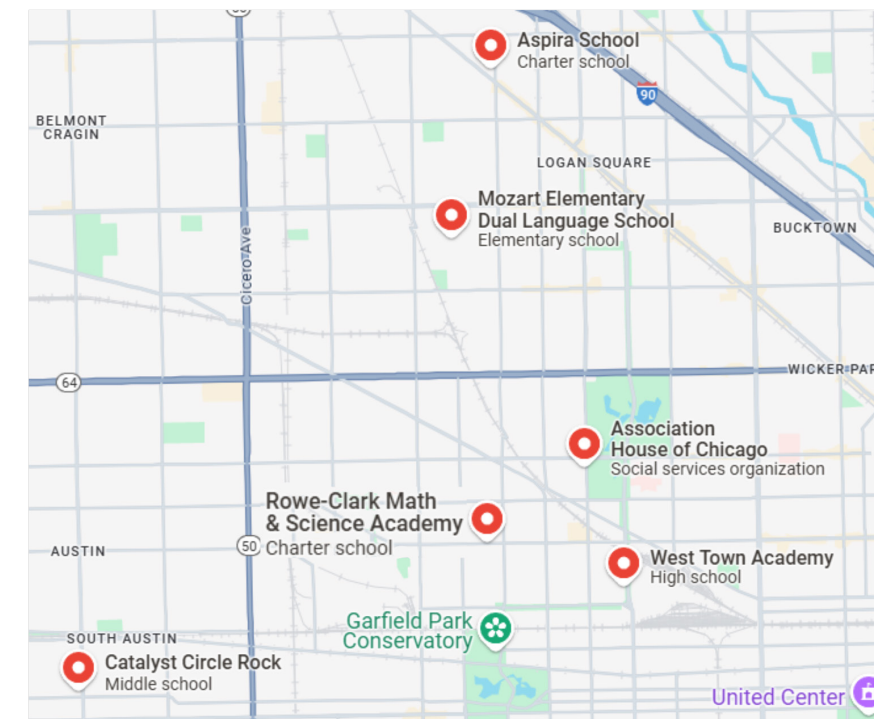 Aspira School
Charter school
90
BELMONT
CRAGIN
LOGAN SQUARE
Mozart Elementary
Dual Language School
Elementary school
BUCKTOWN
Cicero Ave
64
WICKER PAR
Association
House of Chicago
Social services organization
Rowe-Clark Math
& Science Academy
Charter school
50
AUSTIN
West Town Academy
High school
Garfield Park
Conservatory
SOUTH AUSTIN
Catalyst Circle Rock
Middle school
United Center